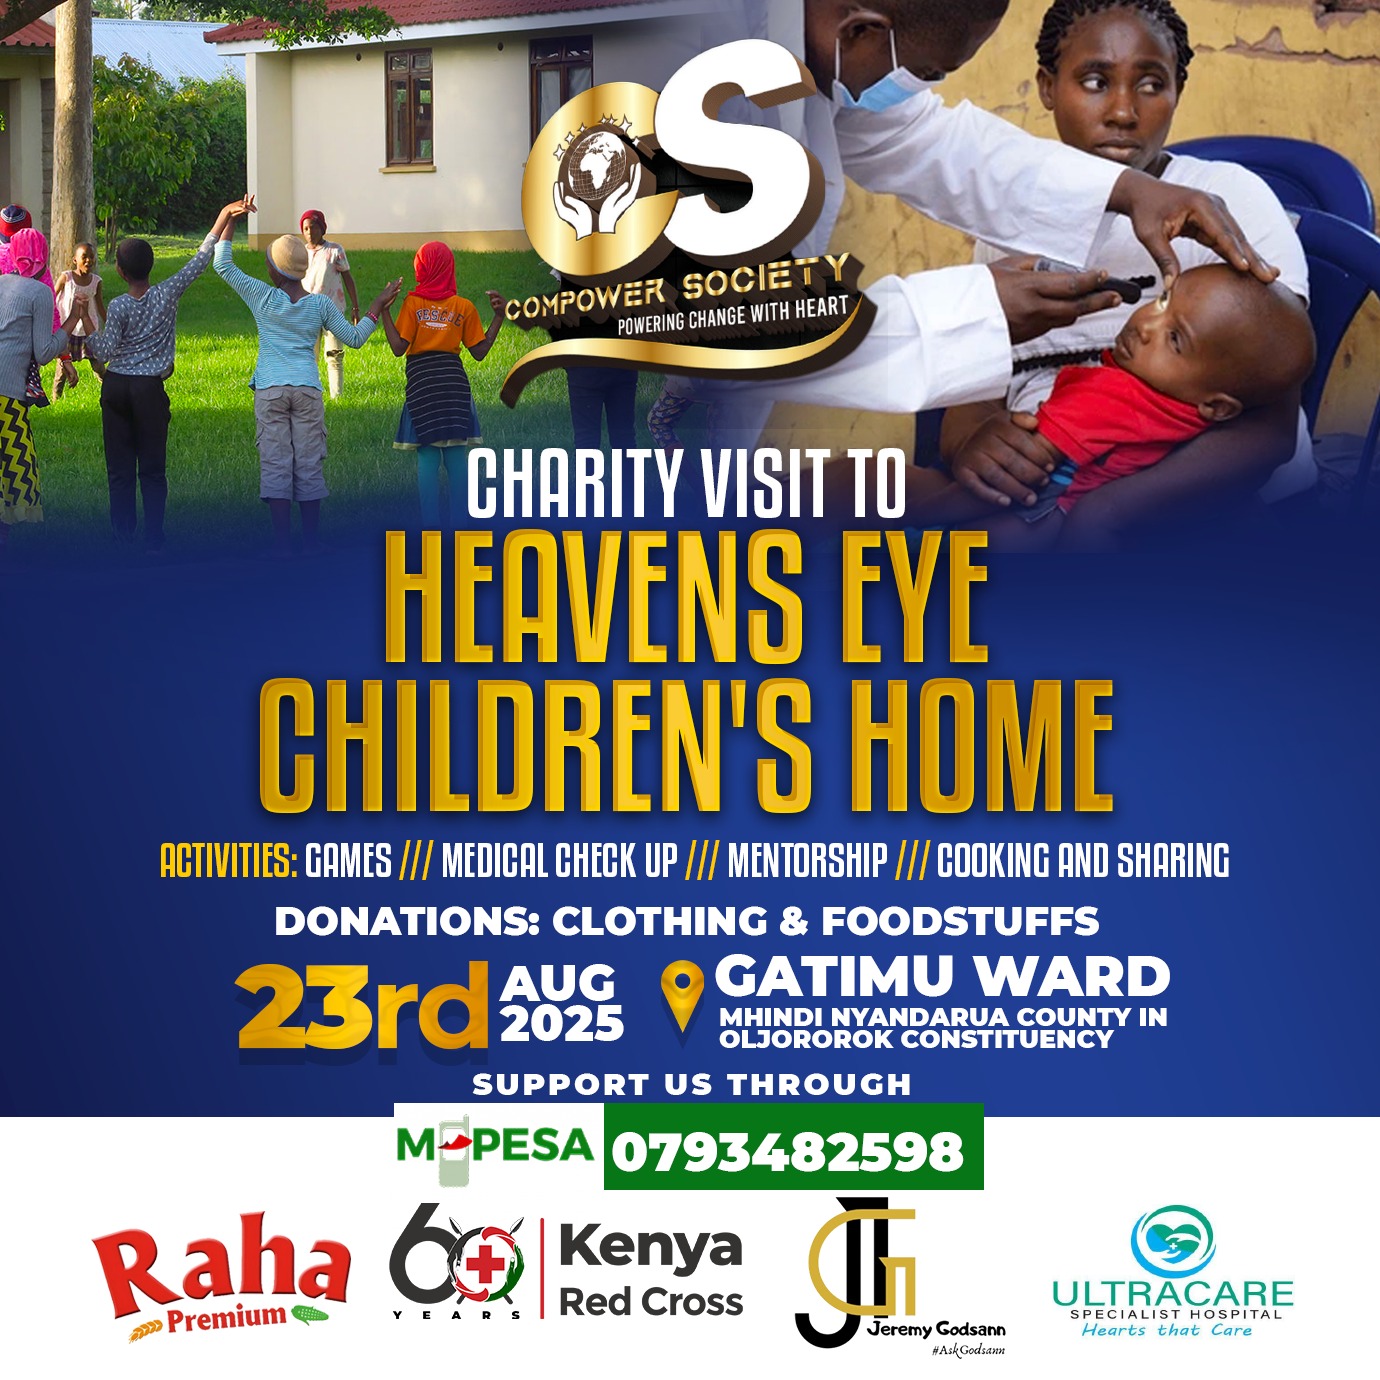 CS
COMPOWER SOCIETY
POWERING CHANGE WITH HEART
RESCUE
CHARITY VISIT TO
HEAVENS EYE
CHILDREN'S HOME
ACTIVITIES: GAMES /// MEDICAL CHECK UP /// MENTORSHIP /// COOKING AND SHARING
DONATIONS: CLOTHING & FOODSTUFFS
23rd AUG 2025
GATIMU WARD
MHINDI NYANDARUA COUNTY IN
OLJOROROK CONSTITUENCY
SUPPORT US THROUGH
M-PESA 0793482598
Raha
Premium
60
YEARS
Kenya
Red Cross
JG
Jeremy Godsann
#AskGodsann
ULTRACARE
SPECIALIST HOSPITAL
Hearts that Care